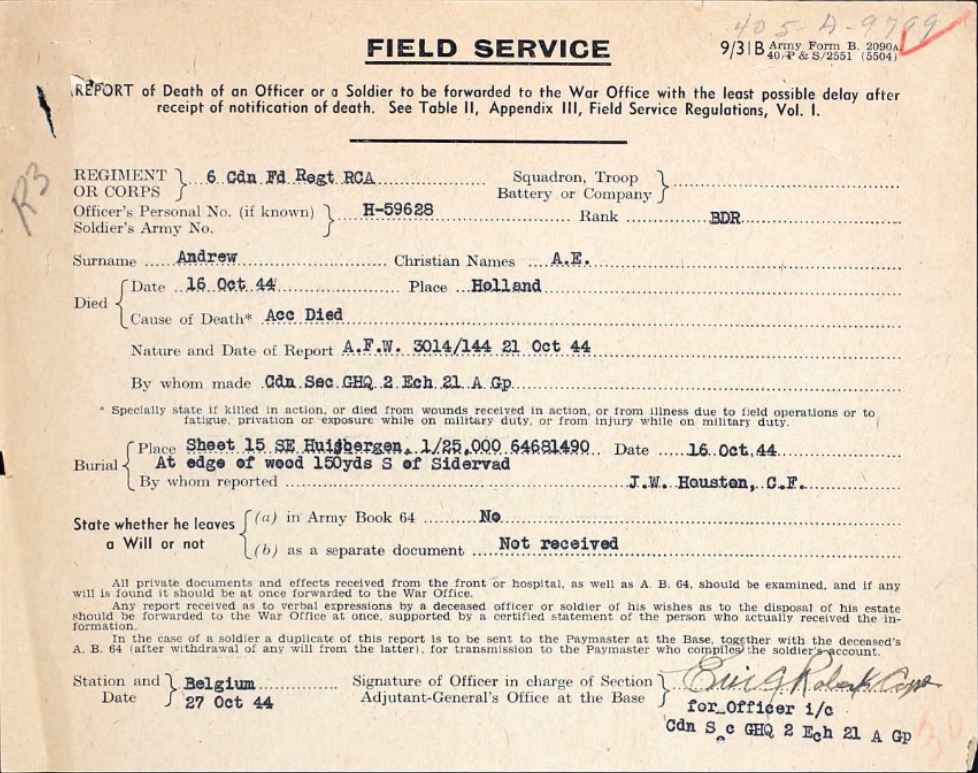 405-A-9799
FIELD SERVICE
9/31B Army Form B. 2090A
40/P & S/2551 (5504)
REPORT of Death of an Officer or a Soldier to be forwarded to the War Office with the least possible delay after
receipt of notification of death. See Table II, Appendix III, Field Service Regulations, Vol. I.
R3
REGIMENT OR CORPS } 6 Cdn Fd Regt RCA Squadron, Troop Battery or Company }
Officer's Personal No. (if known) Soldier's Army No. } H-59628 Rank BDR
Surname Andrew Christian Names A.E.
Died { Date 16 Oct 44 Place Holland
Cause of Death* Acc Died
Nature and Date of Report A.F.W. 3014/144 21 Oct 44
By whom made Cdn Sec GHQ 2 Ech 21 A Gp
* Specially state if killed in action, or died from wounds received in action, or from illness due to field operations or to
fatigue, privation or exposure while on military duty, or from injury while on military duty.
Burial { Place Sheet 15 SE Huijbergen, 1/25,000 64681490 Date 16 Oct 44
At edge of wood 150yds S of Sidervad
By whom reported J.W. Houston, C.F.
State whether he leaves a Will or not { (a) in Army Book 64 No
(b) as a separate document Not received
All private documents and effects received from the front or hospital, as well as A. B. 64, should be examined, and if any
will is found it should be at once forwarded to the War Office.
Any report received as to verbal expressions by a deceased officer or soldier of his wishes as to the disposal of his estate
should be forwarded to the War Office at once, supported by a certified statement of the person who actually received the in-
formation.
In the case of a soldier a duplicate of this report is to be sent to the Paymaster at the Base, together with the deceased's
A. B. 64 (after withdrawal of any will from the latter), for transmission to the Paymaster who compiles the soldier's account.
Station and Date } Belgium
27 Oct 44
Signature of Officer in charge of Section Adjutant-General's Office at the Base } Capt
for Officer i/c
Cdn Sec GHQ 2 Ech 21 A Gp
30